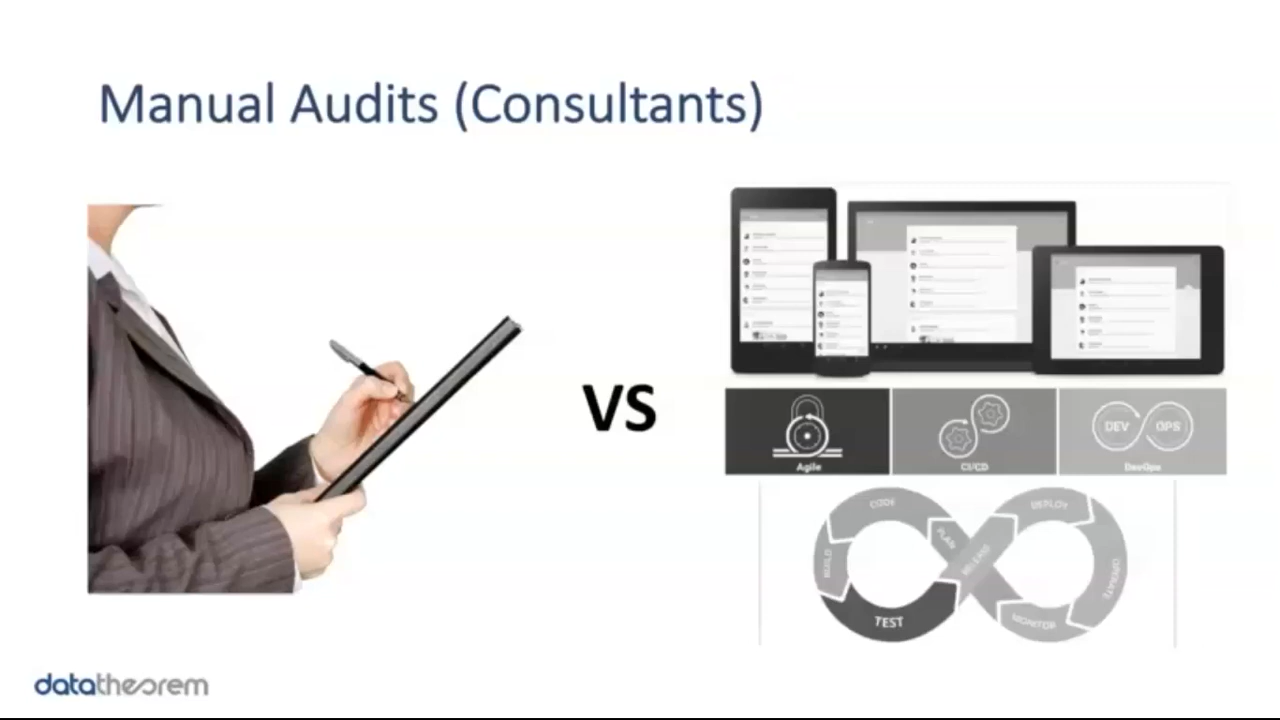 Manual Audits (Consultants)
VS
Agile
CI/CD
DEV OPS
DevOps
CODE
DEPLOY
PLAN
RELEASE
BUILD
OPERATE
TEST
MONITOR
datatheorem